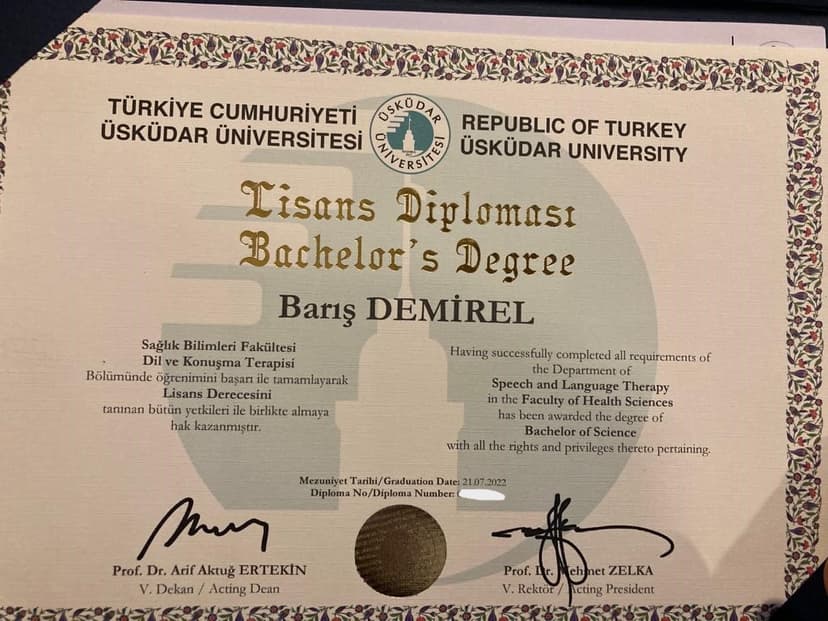 TÜRKİYE CUMHURİYETİ
ÜSKÜDAR ÜNİVERSİTESİ
ÜSKÜDAR ÜNİVERSİTESİ
REPUBLIC OF TURKEY
ÜSKÜDAR UNIVERSITY
Lisans Diploması
Bachelor's Degree
Barış DEMİREL
Sağlık Bilimleri Fakültesi
Dil ve Konuşma Terapisi
Bölümünde öğrenimini başarı ile tamamlayarak
Lisans Derecesini
tanınan bütün yetkileri ile birlikte almaya
hak kazanmıştır.
Having successfully completed all requirements of
the Department of
Speech and Language Therapy
in the Faculty of Health Sciences
has been awarded the degree of
Bachelor of Science
with all the rights and privileges thereto pertaining.
Mezuniyet Tarihi/Graduation Date: 21.07.2022
Diploma No/Diploma Number:
Prof. Dr. Arif Aktuğ ERTEKİN
V. Dekan / Acting Dean
Prof. Dr. Mehmet ZELKA
V. Rektör / Acting President